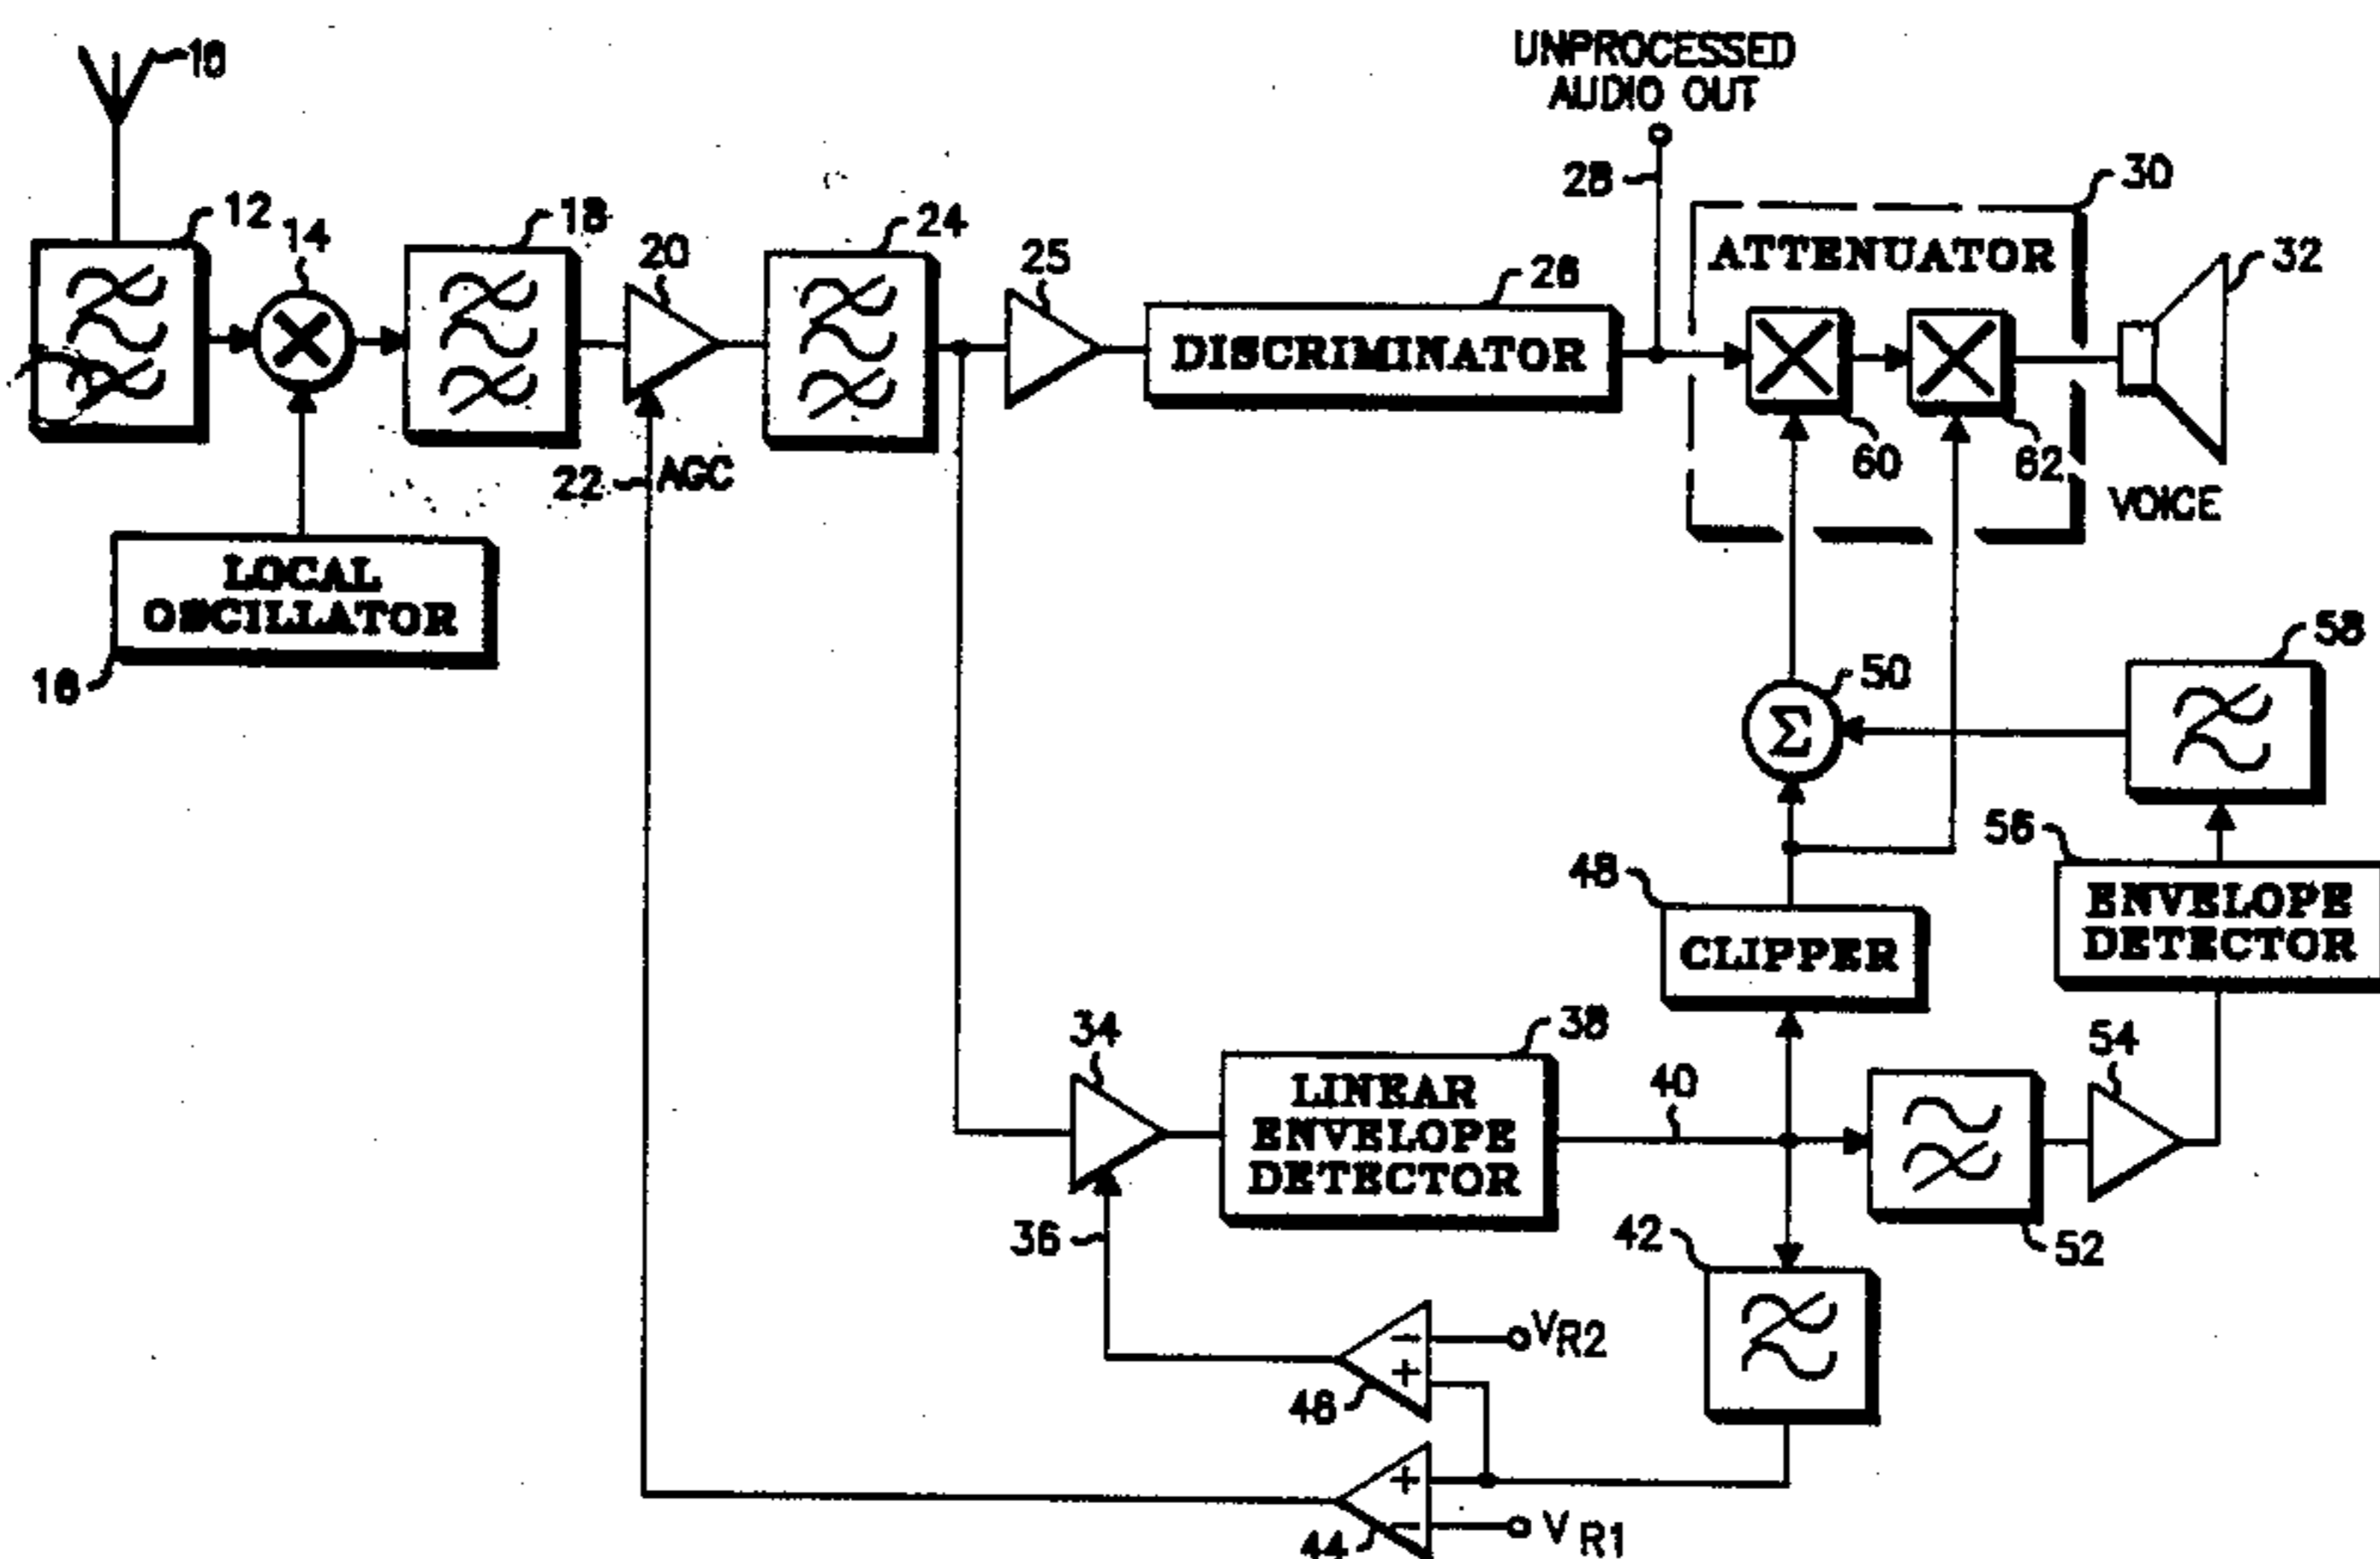 UNPROCESSED
AUDIO OUT
10
12
14
18
20
24
25
26
28
30
ATTENUATOR
32
DISCRIMINATOR
60
62
VOICE
22
AGC
LOCAL
OSCILLATOR
16
50
Σ
58
56
ENVELOPE
DETECTOR
48
CLIPPER
34
38
LINEAR
ENVELOPE
DETECTOR
40
54
52
36
42
46
−
+
VR2
44
+
−
VR1